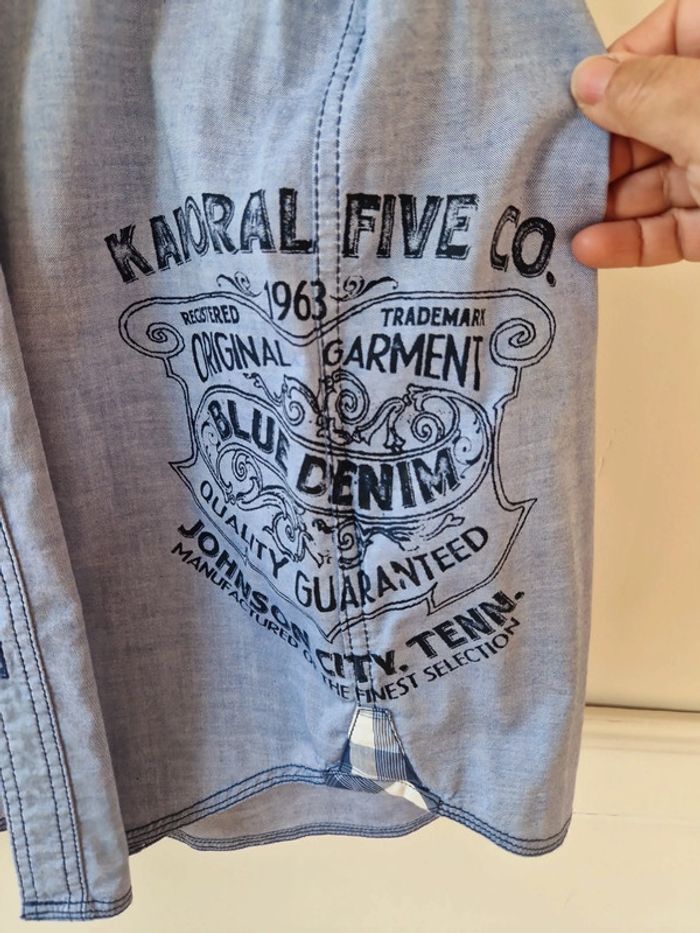 KAPORAL FIVE CO.
1963
REGISTERED TRADEMARK
ORIGINAL GARMENT
BLUE DENIM
QUALITY GUARANTEED
JOHNSON CITY. TENN.
MANUFACTURED OF THE FINEST SELECTION